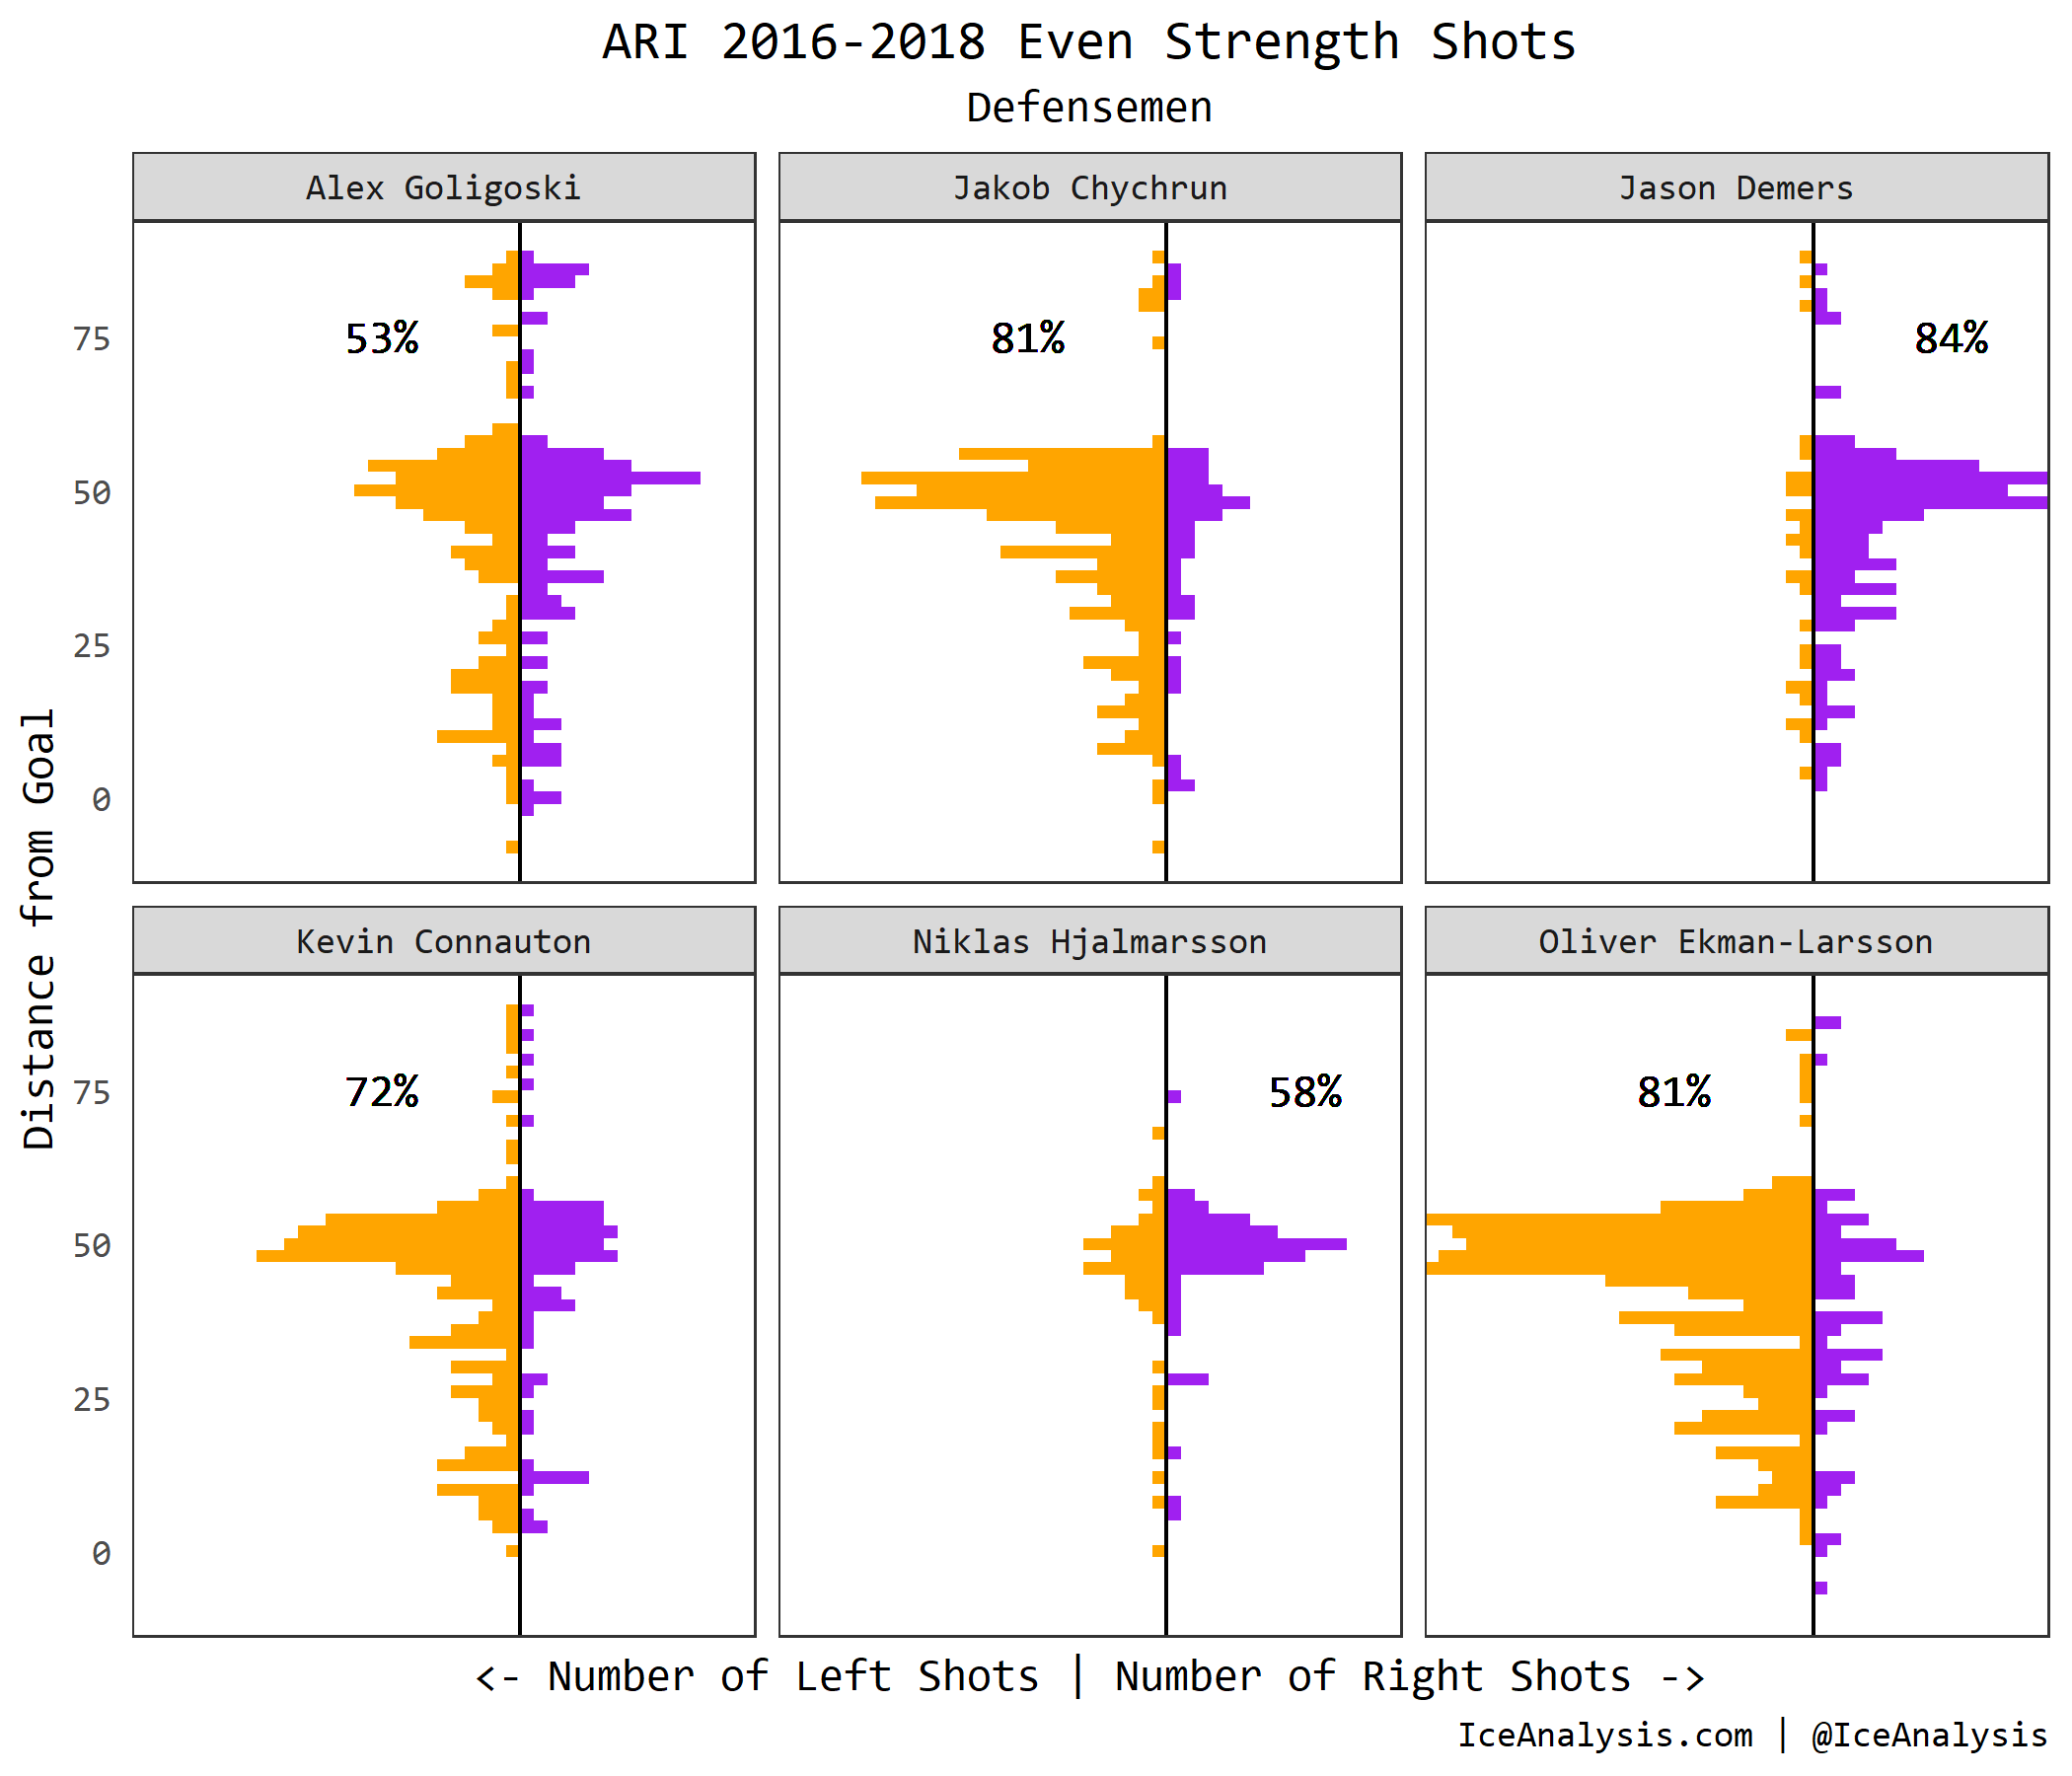 ARI 2016-2018 Even Strength Shots
Defensemen
Alex Goligoski
Jakob Chychrun
Jason Demers
75
50
25
0
53%
81%
84%
Distance from Goal
Kevin Connauton
Niklas Hjalmarsson
Oliver Ekman-Larsson
75
50
25
0
72%
58%
81%
<- Number of Left Shots | Number of Right Shots ->
IceAnalysis.com | @IceAnalysis